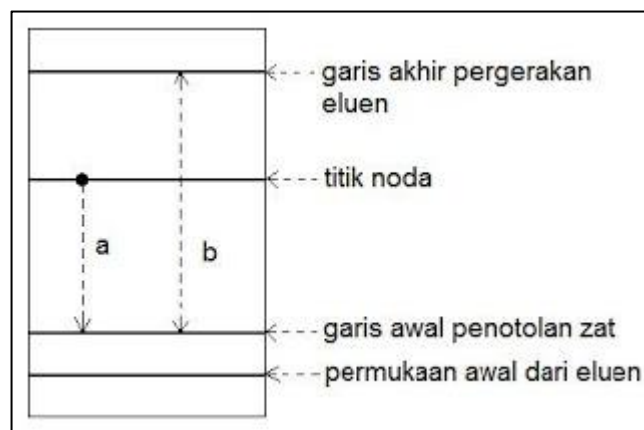 garis akhir pergerakan
eluen
titik noda
a
b
garis awal penotolan zat
permukaan awal dari eluen